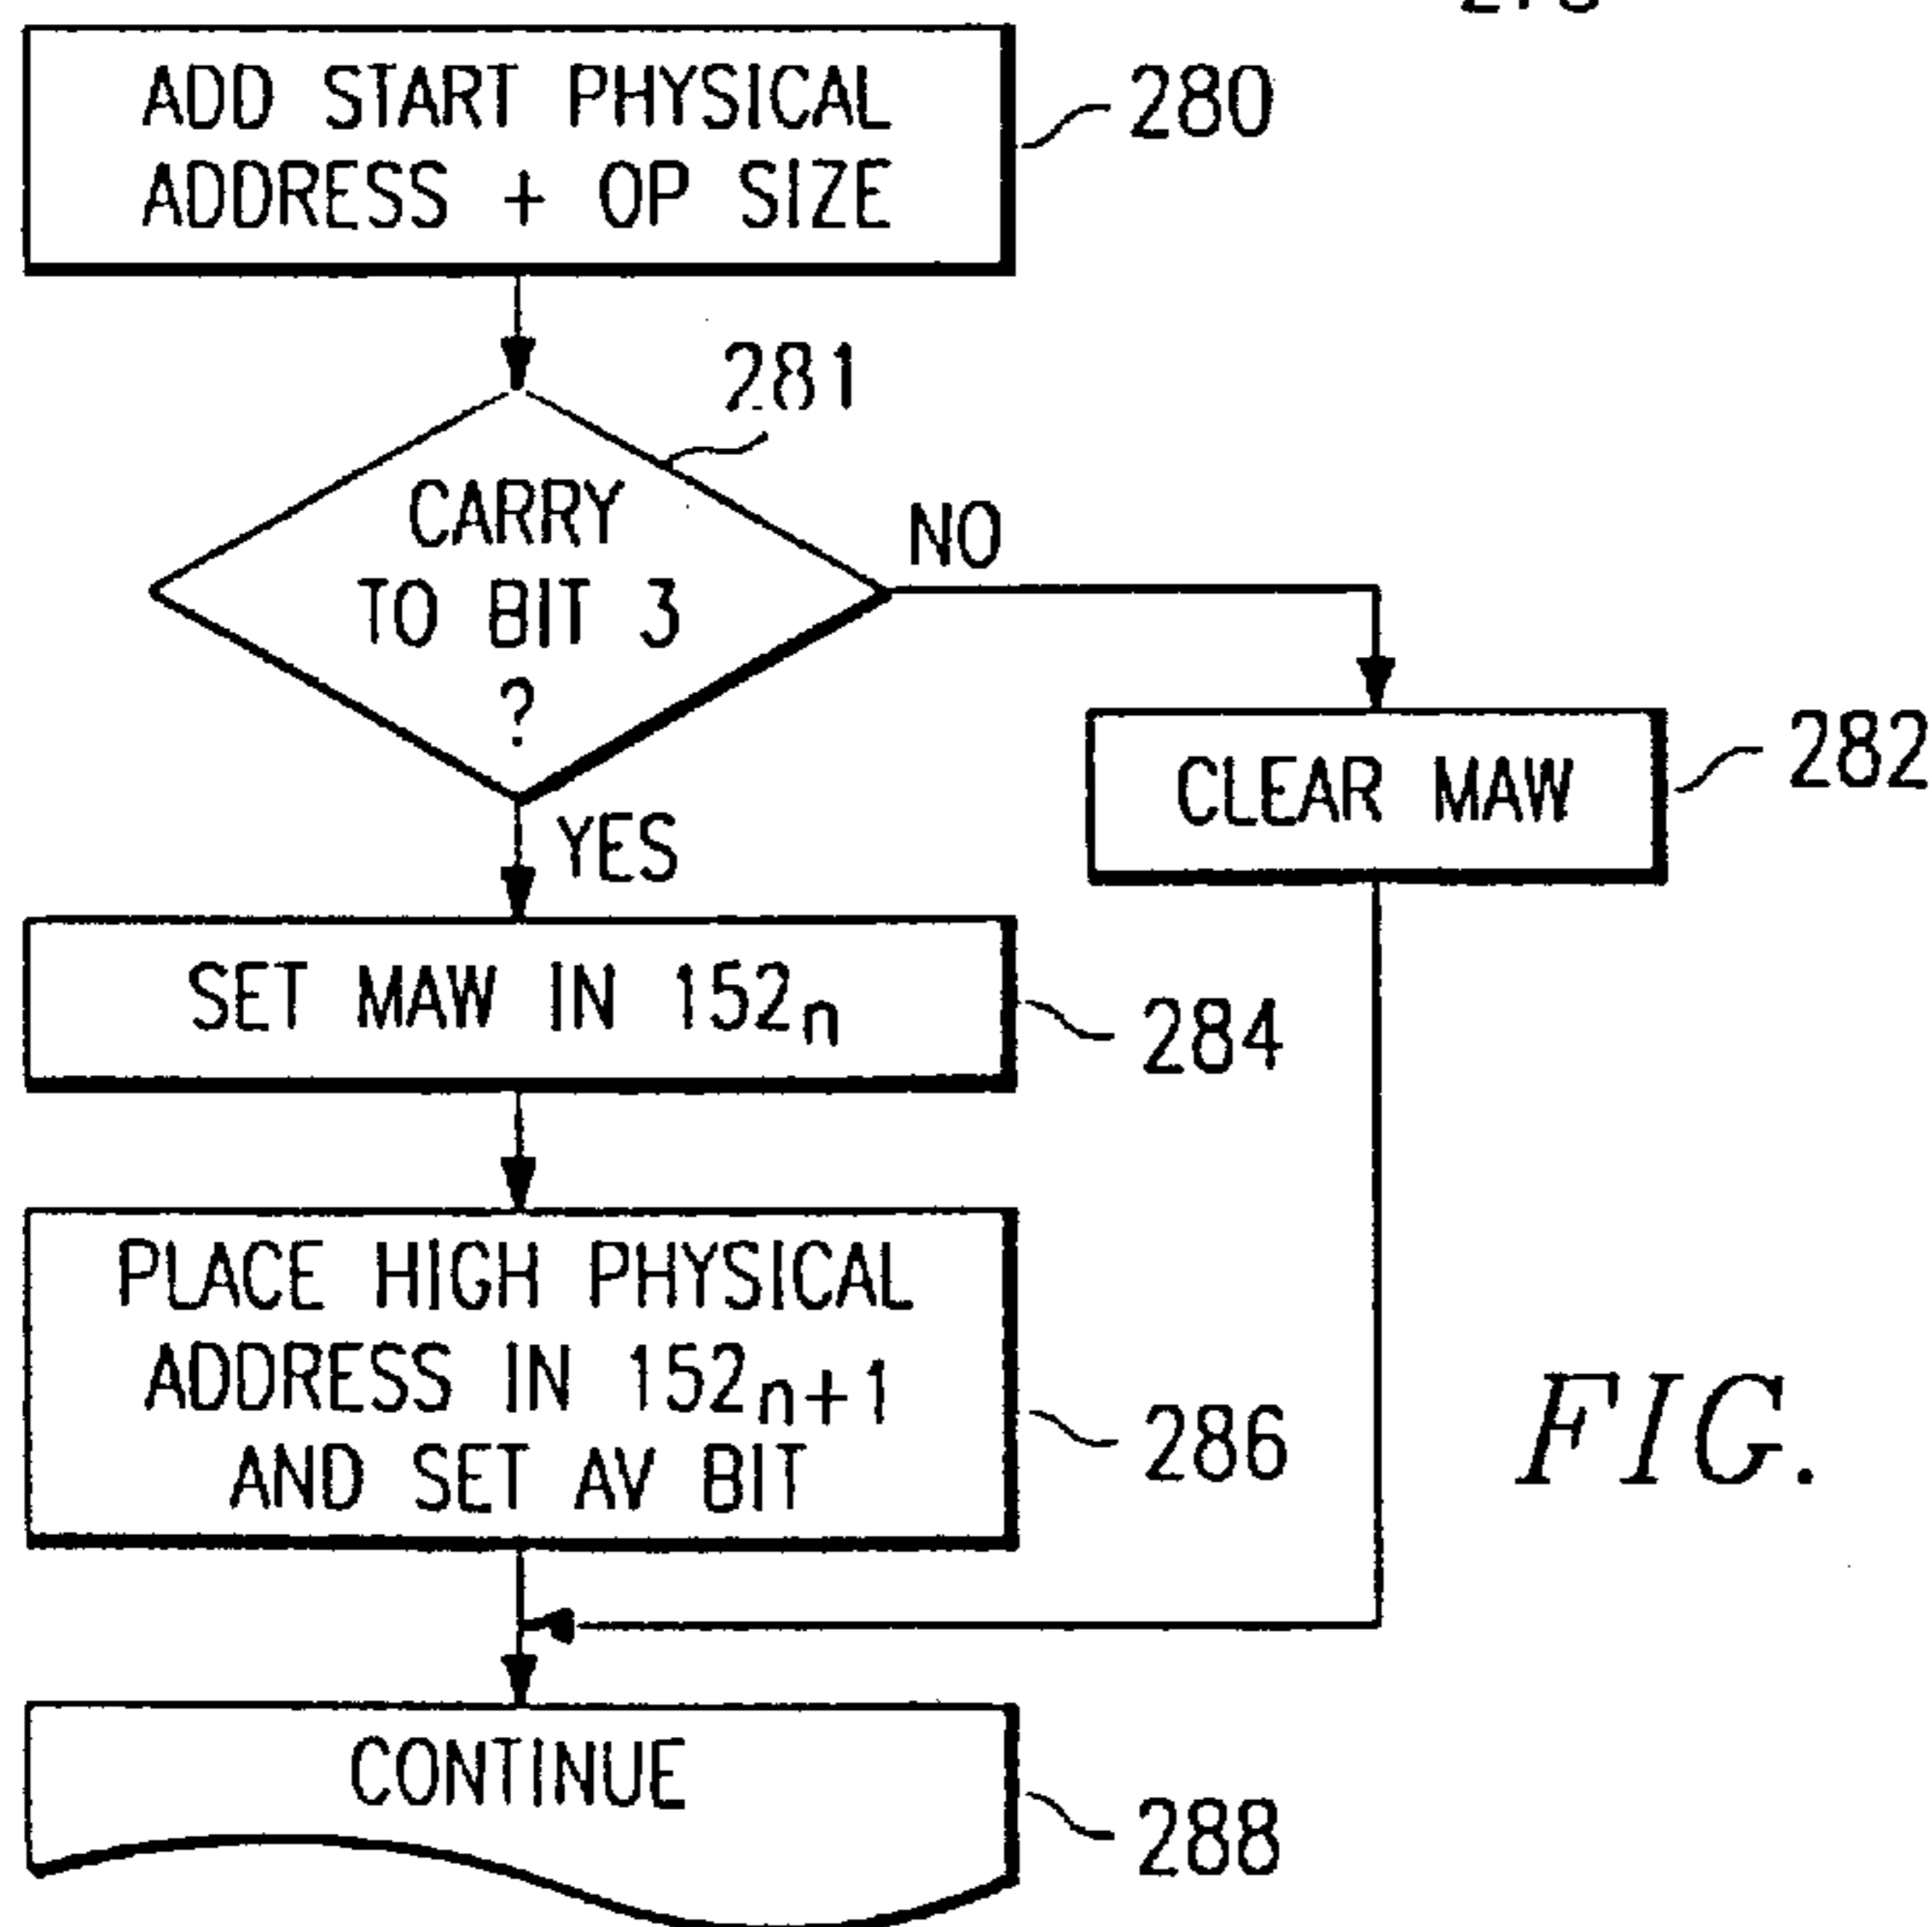 ADD START PHYSICAL
ADDRESS + OP SIZE
280
281
CARRY
TO BIT 3
?
NO
YES
CLEAR MAW
282
SET MAW IN 152n
284
PLACE HIGH PHYSICAL
ADDRESS IN 152n+1
AND SET AV BIT
286
FIG.
CONTINUE
288